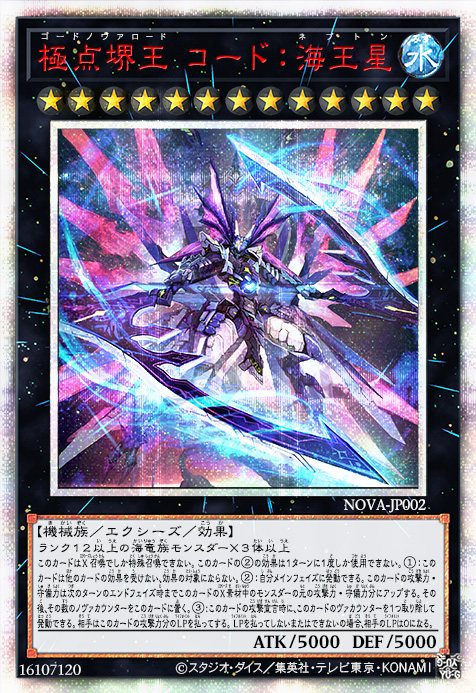 ゴードノヴァロード ネプトン
極点堺王 コード：海王星
水
NOVA-JP002
【機械族／エクシーズ／効果】
ランク１２以上の海竜族モンスター×３体以上
このカードはX召喚でしか特殊召喚できない。このカードの②の効果は1ターンに1度しか使用できない。①：この
カードは他のカードの効果を受けない。効果の対象にならない。②：自分メインフェイズに発動できる。このカードの攻撃力・
守備力は次のターンのエンドフェイズ時までこのカードのX素材中のモンスターの元の攻撃力・守備力分だけアップする。その
後、その数のノヴァカウンターをこのカードに置く。③：このカードの攻撃宣言時に、このカードのヴァカウンターを1つ取り除して
発動できる。相手はこのカードの攻撃力分のLPを払ってする。LPを払してしないまたはできないの場合、相手はLPは0になる。
ATK/5000 DEF/5000
16107120
©スタジオ・ダイス／集英社・テレビ東京・KONAMI